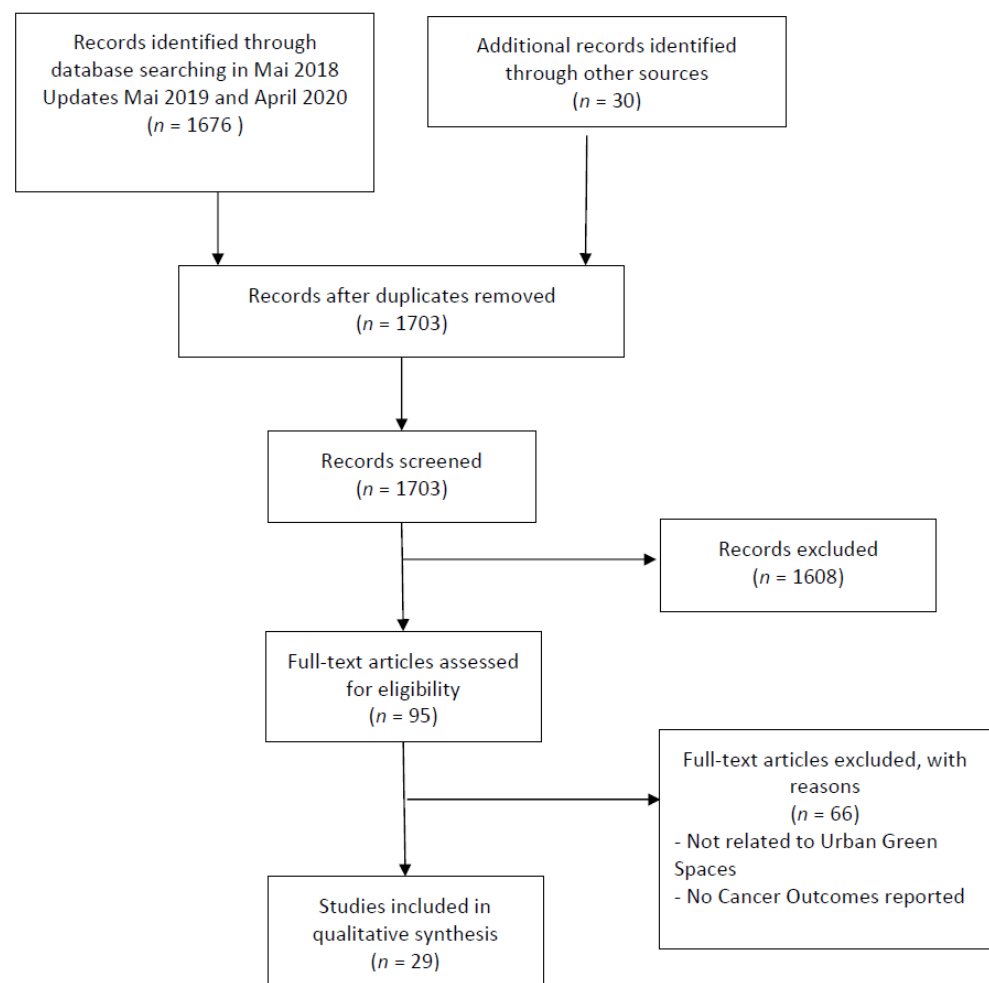 Records identified through
database searching in Mai 2018
Updates Mai 2019 and April 2020
(n = 1676 )
Additional records identified
through other sources
(n = 30)
Records after duplicates removed
(n = 1703)
Records screened
(n = 1703)
Records excluded
(n = 1608)
Full-text articles assessed
for eligibility
(n = 95)
Full-text articles excluded, with
reasons
(n = 66)
- Not related to Urban Green
Spaces
- No Cancer Outcomes reported
Studies included in
qualitative synthesis
(n = 29)